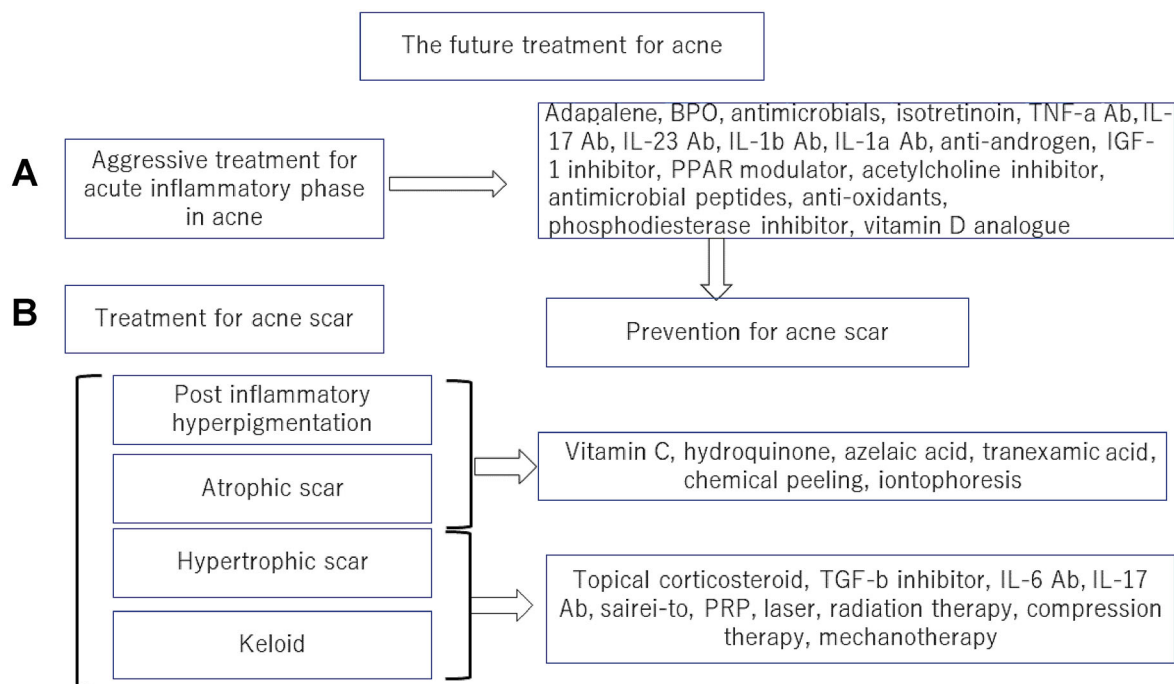 The future treatment for acne
A
Aggressive treatment for
acute inflammatory phase
in acne
Adapalene, BPO, antimicrobials, isotretinoin, TNF-a Ab, IL-
17 Ab, IL-23 Ab, IL-1b Ab, IL-1a Ab, anti-androgen, IGF-
1 inhibitor, PPAR modulator, acetylcholine inhibitor,
antimicrobial peptides, anti-oxidants,
phosphodiesterase inhibitor, vitamin D analogue
B
Treatment for acne scar
Prevention for acne scar
Post inflammatory
hyperpigmentation
Atrophic scar
Vitamin C, hydroquinone, azelaic acid, tranexamic acid,
chemical peeling, iontophoresis
Hypertrophic scar
Keloid
Topical corticosteroid, TGF-b inhibitor, IL-6 Ab, IL-17
Ab, sairei-to, PRP, laser, radiation therapy, compression
therapy, mechanotherapy